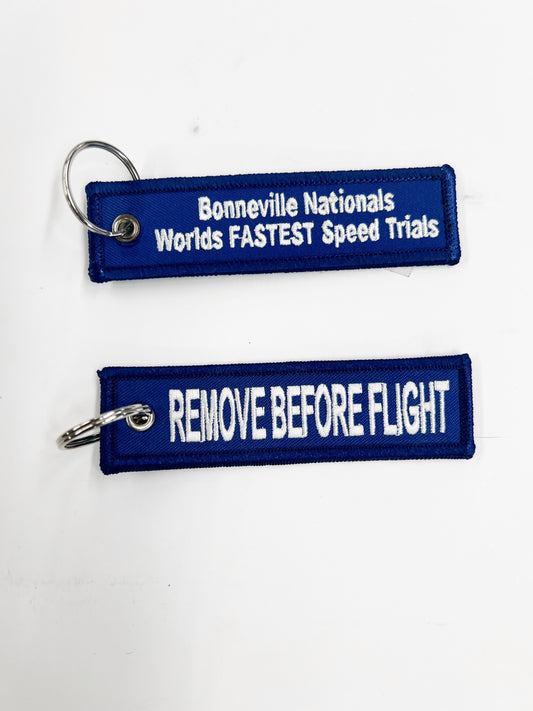 Bonneville Nationals
Worlds FASTEST Speed Trials
REMOVE BEFORE FLIGHT